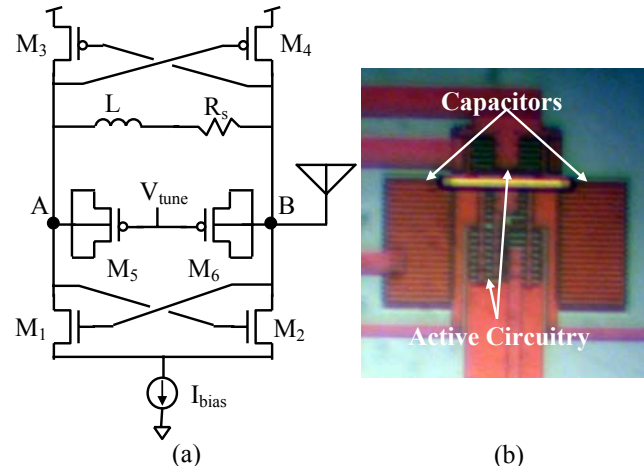 M3
M4
L
Rs
A
Vtune
B
M5
M6
M1
M2
Ibias
(a)
Capacitors
Active Circuitry
(b)